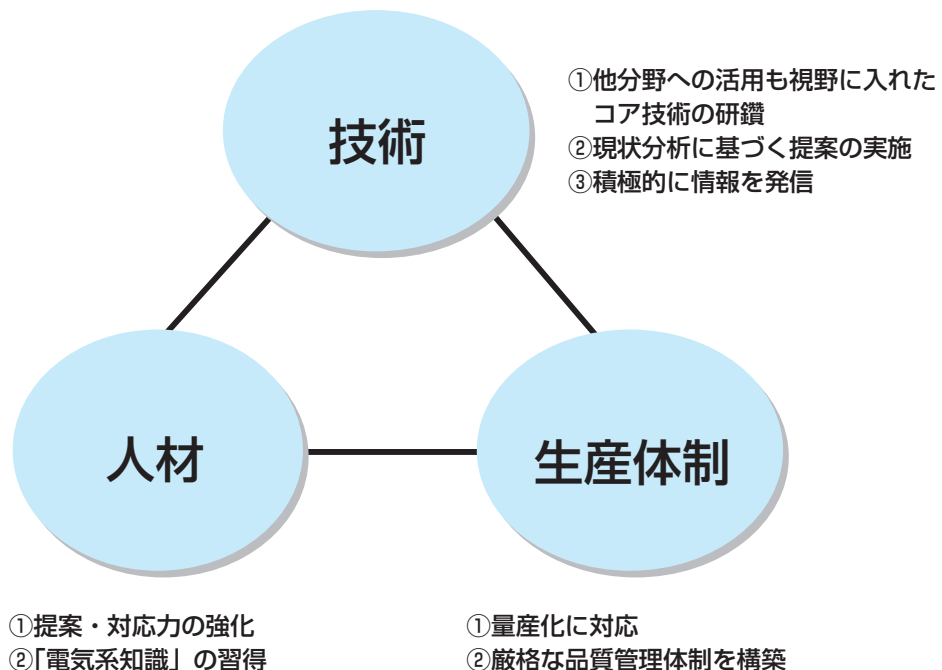 技術
①他分野への活用も視野に入れた
コア技術の研鑽
②現状分析に基づく提案の実施
③積極的に情報を発信
人材
生産体制
①提案・対応力の強化
②「電気系知識」の習得
①量産化に対応
②厳格な品質管理体制を構築